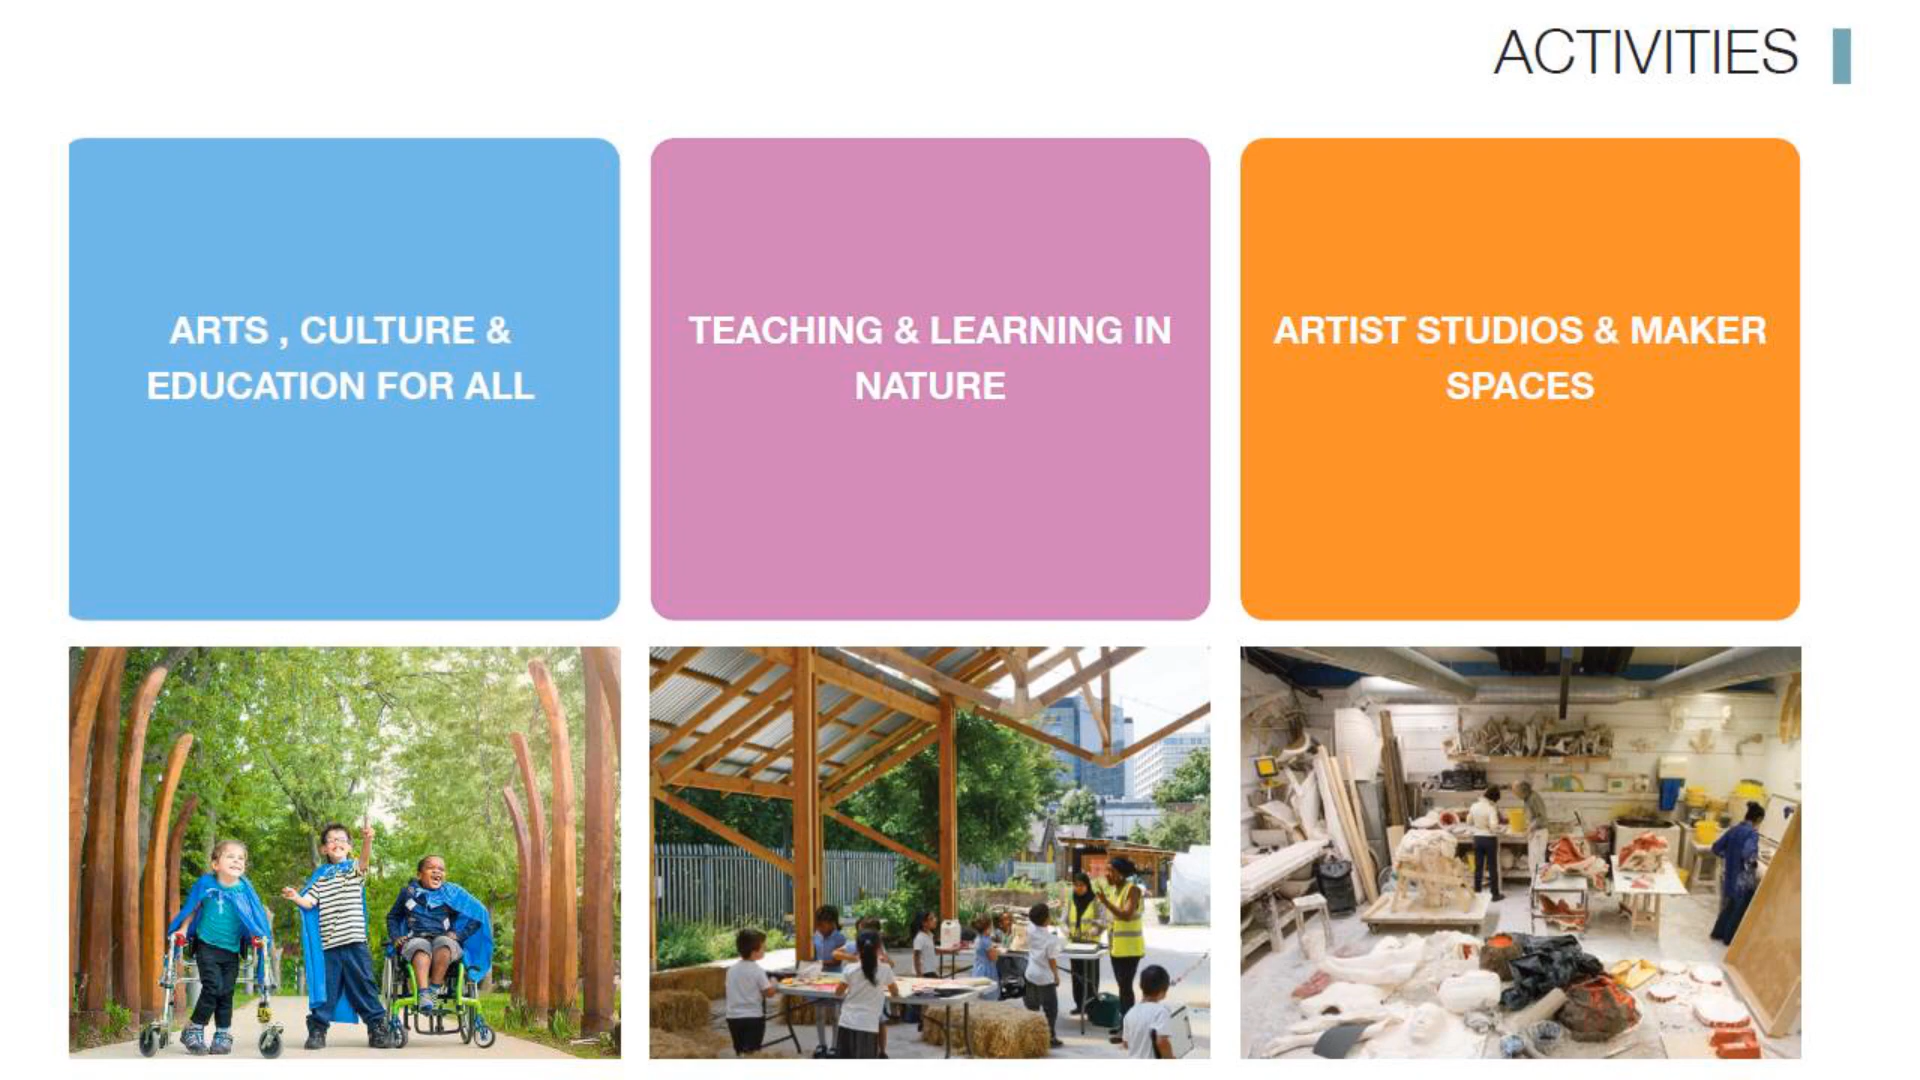 ACTIVITIES
ARTS , CULTURE &
EDUCATION FOR ALL
TEACHING & LEARNING IN
NATURE
ARTIST STUDIOS & MAKER
SPACES